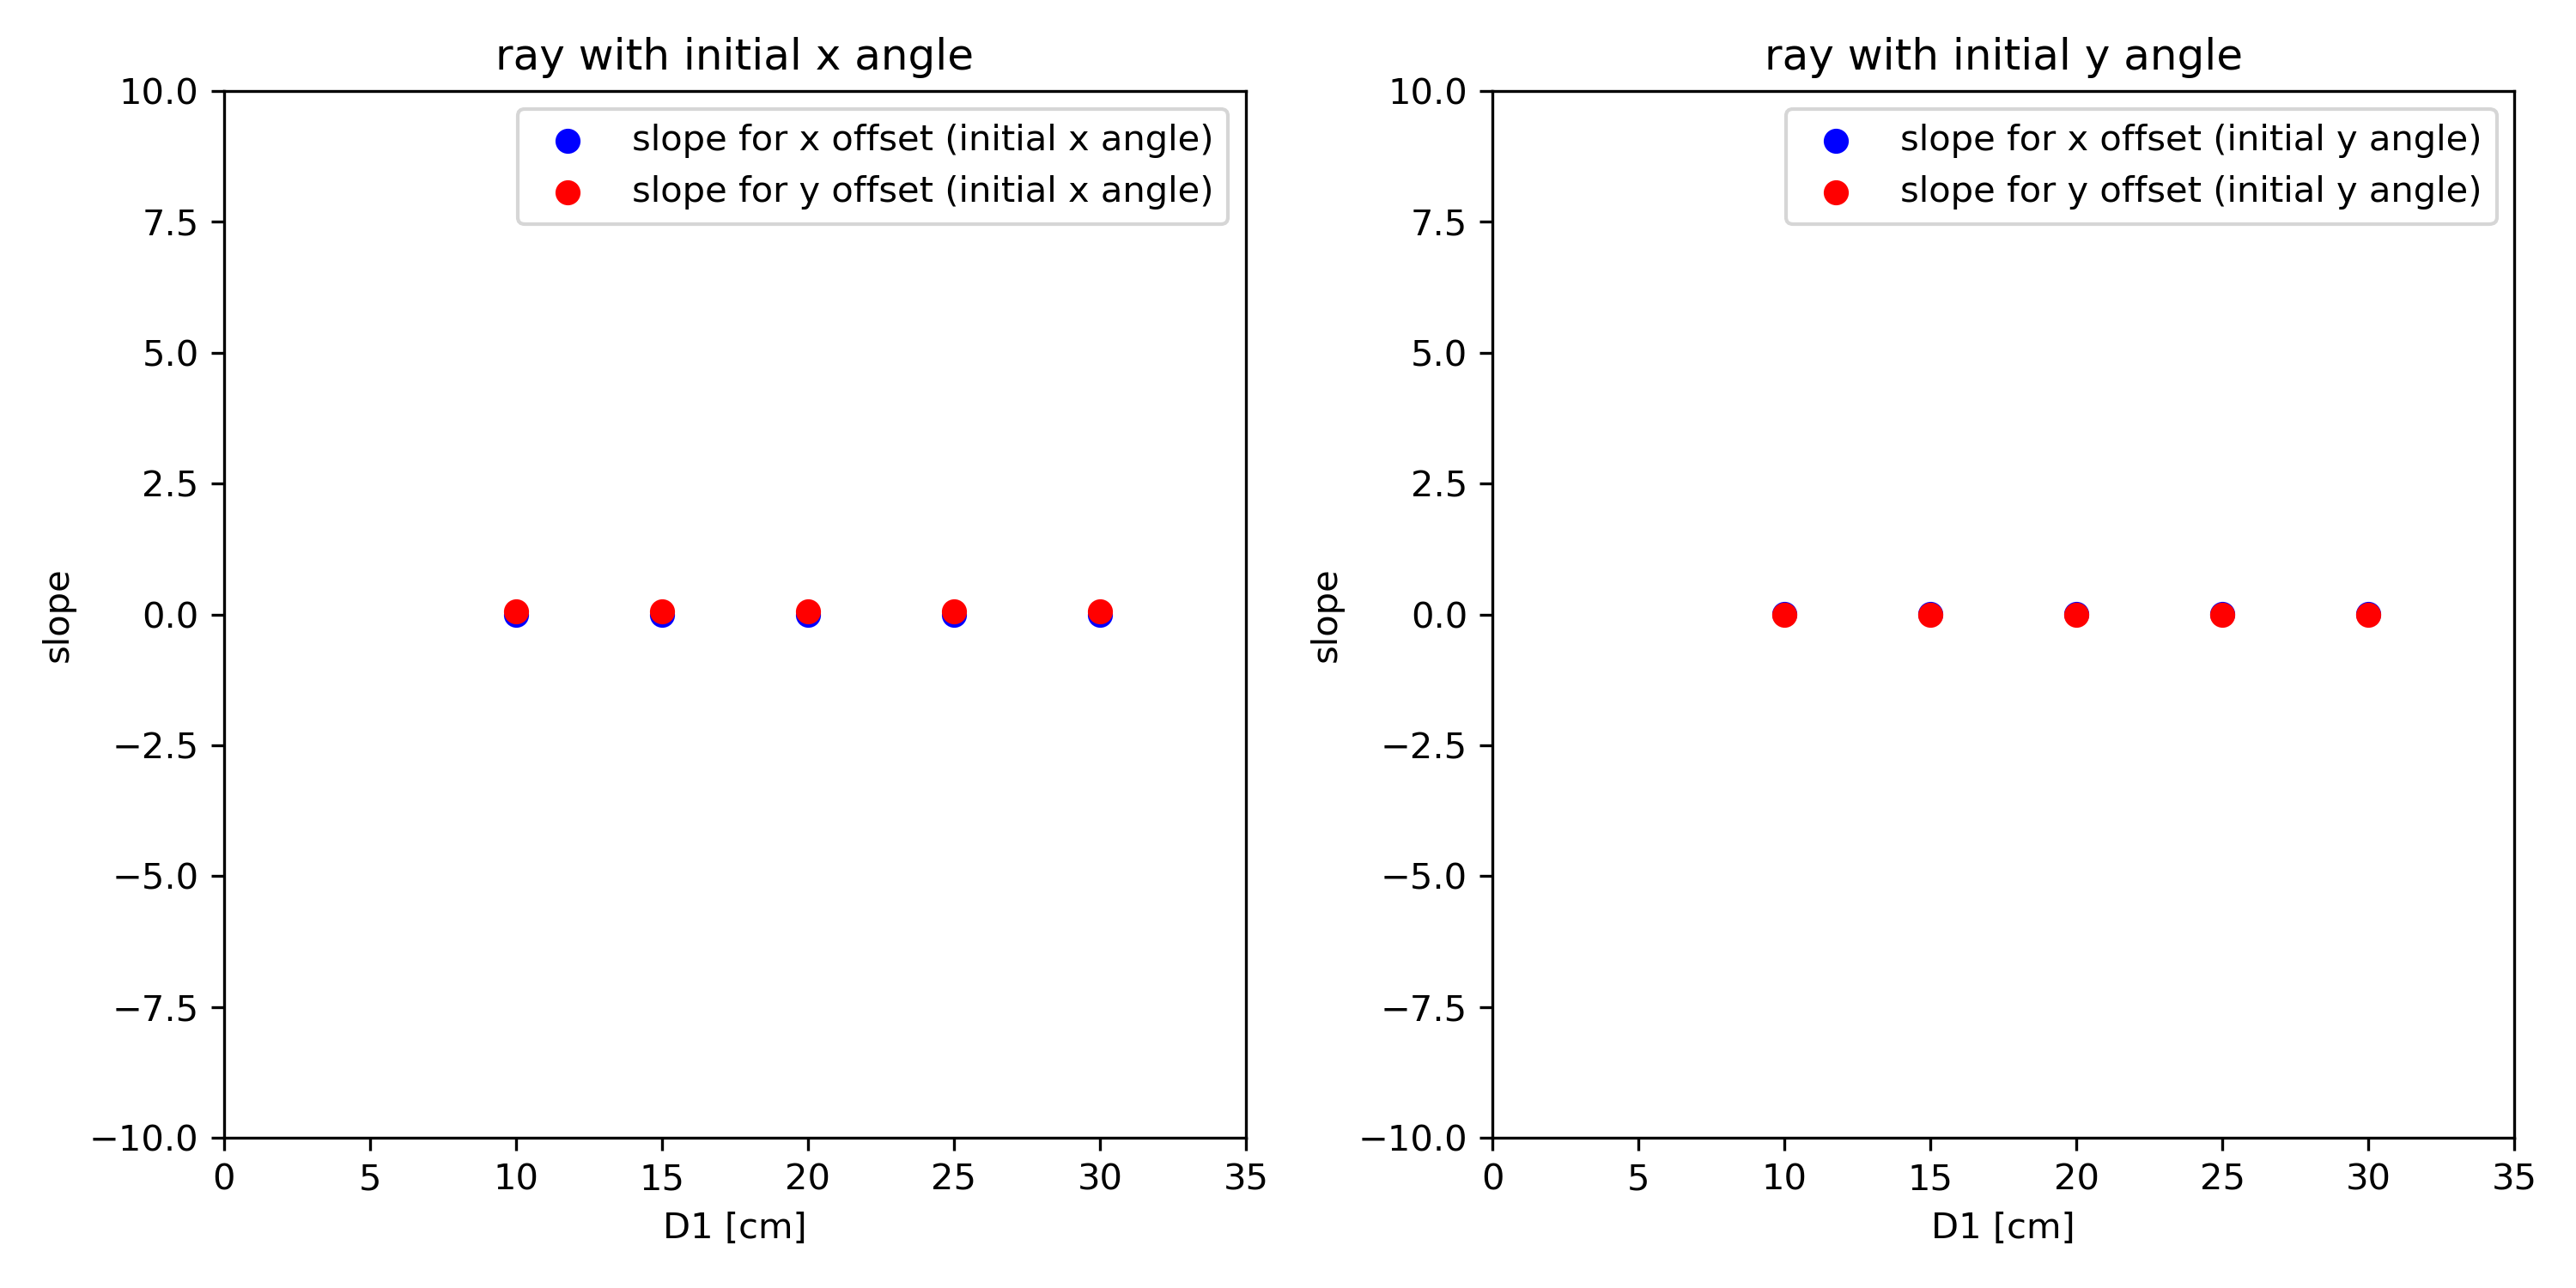 ray with initial x angle
10.0
7.5
5.0
2.5
0.0
−2.5
−5.0
−7.5
−10.0
slope
slope for x offset (initial x angle)
slope for y offset (initial x angle)
0 5 10 15 20 25 30 35
D1 [cm]
ray with initial y angle
10.0
7.5
5.0
2.5
0.0
−2.5
−5.0
−7.5
−10.0
slope
slope for x offset (initial y angle)
slope for y offset (initial y angle)
0 5 10 15 20 25 30 35
D1 [cm]